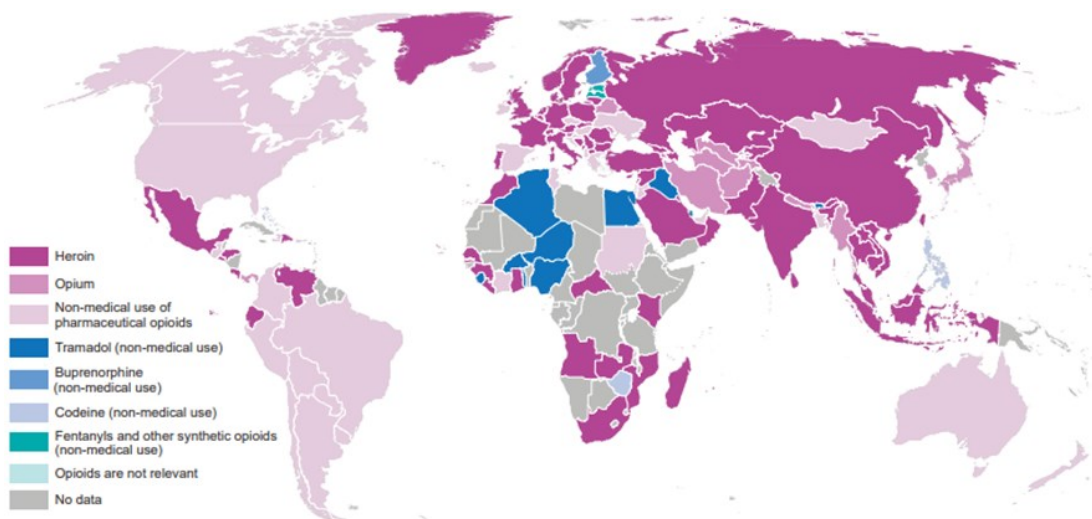 Heroin
Opium
Non-medical use of
pharmaceutical opioids
Tramadol (non-medical use)
Buprenorphine
(non-medical use)
Codeine (non-medical use)
Fentanyls and other synthetic opioids
(non-medical use)
Opioids are not relevant
No data